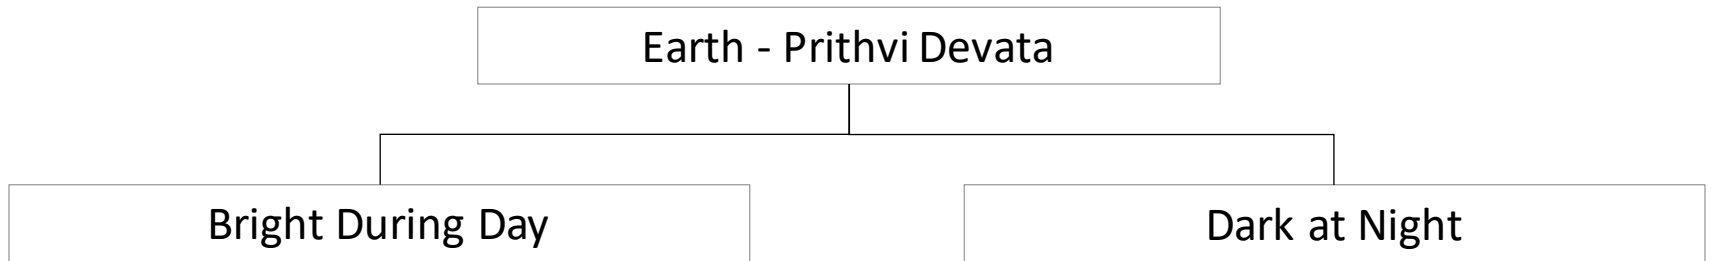 Earth - Prithvi Devata
Bright During Day
Dark at Night